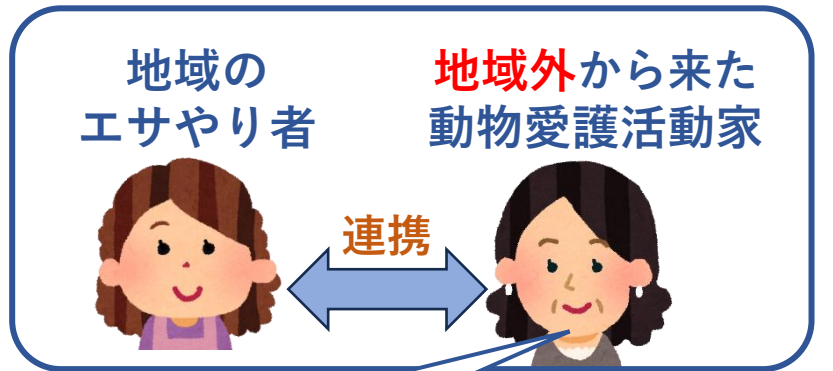 地域の
エサやり者
地域外から来た
動物愛護活動家
連携